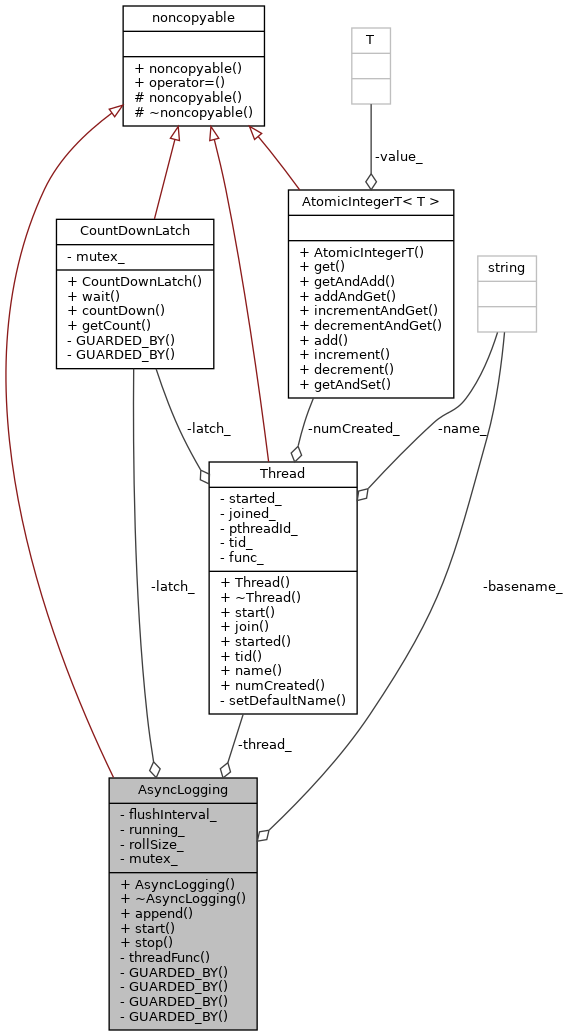 noncopyable
+ noncopyable()
+ operator=()
# noncopyable()
# ~noncopyable()
T
-value_
AtomicIntegerT< T >
+ AtomicIntegerT()
+ get()
+ getAndAdd()
+ addAndGet()
+ incrementAndGet()
+ decrementAndGet()
+ add()
+ increment()
+ decrement()
+ getAndSet()
CountDownLatch
- mutex_
+ CountDownLatch()
+ wait()
+ countDown()
+ getCount()
- GUARDED_BY()
- GUARDED_BY()
string
-latch_
-numCreated_
-name_
Thread
- started_
- joined_
- pthreadId_
- tid_
- func_
+ Thread()
+ ~Thread()
+ start()
+ join()
+ started()
+ tid()
+ name()
+ numCreated()
- setDefaultName()
-latch_
-basename_
-thread_
AsyncLogging
- flushInterval_
- running_
- rollSize_
- mutex_
+ AsyncLogging()
+ ~AsyncLogging()
+ append()
+ start()
+ stop()
- threadFunc()
- GUARDED_BY()
- GUARDED_BY()
- GUARDED_BY()
- GUARDED_BY()